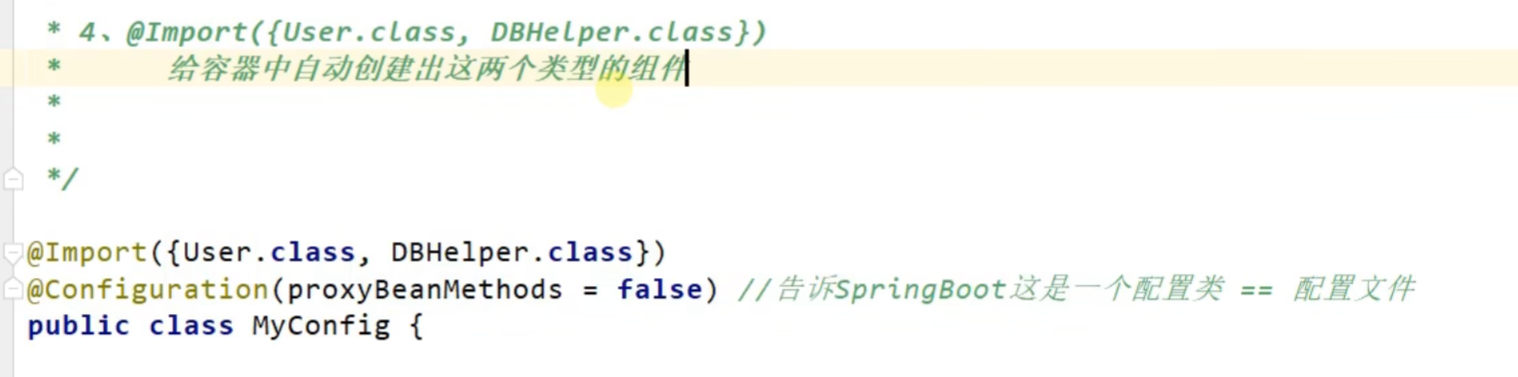 * 4、@Import({User.class, DBHelper.class})
*      给容器中自动创建出这两个类型的组件
*
*
*/
@Import({User.class, DBHelper.class})
@Configuration(proxyBeanMethods = false) //告诉SpringBoot这是一个配置类 == 配置文件
public class MyConfig {